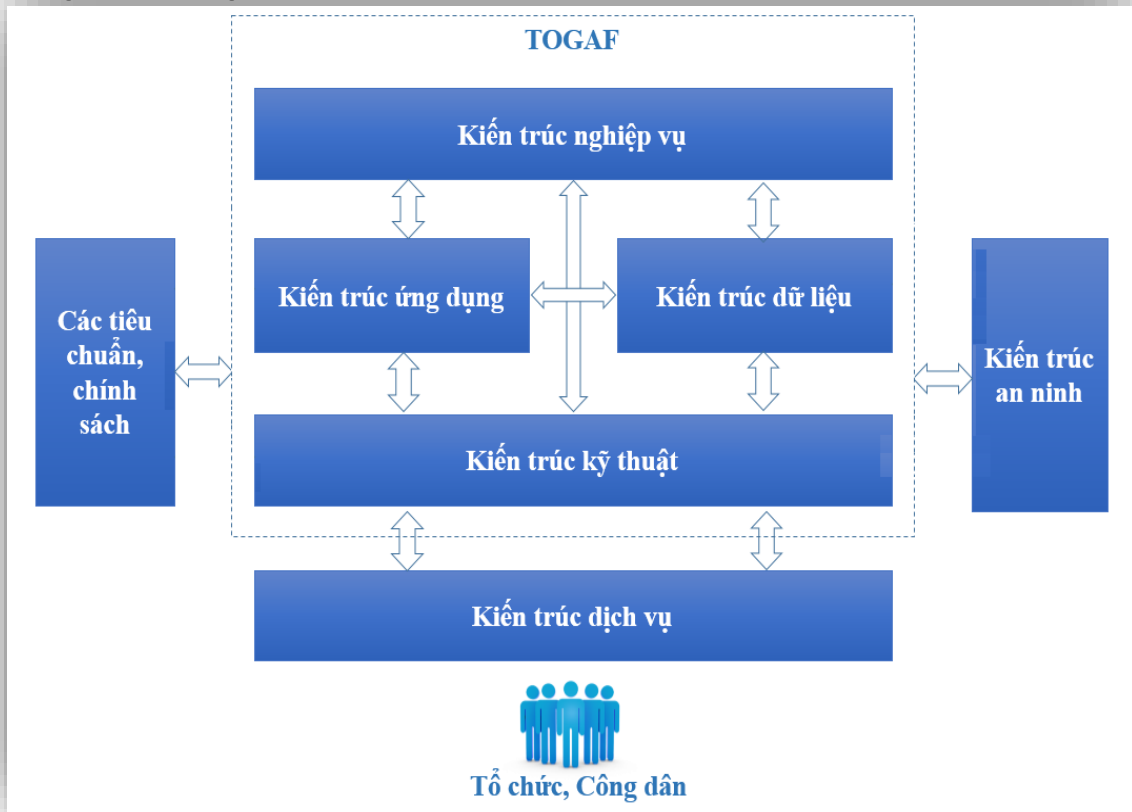 TOGAF
Kiến trúc nghiệp vụ
Kiến trúc ứng dụng
Kiến trúc dữ liệu
Các tiêu
chuẩn,
chính
sách
Kiến trúc
an ninh
Kiến trúc kỹ thuật
Kiến trúc dịch vụ
Tổ chức, Công dân